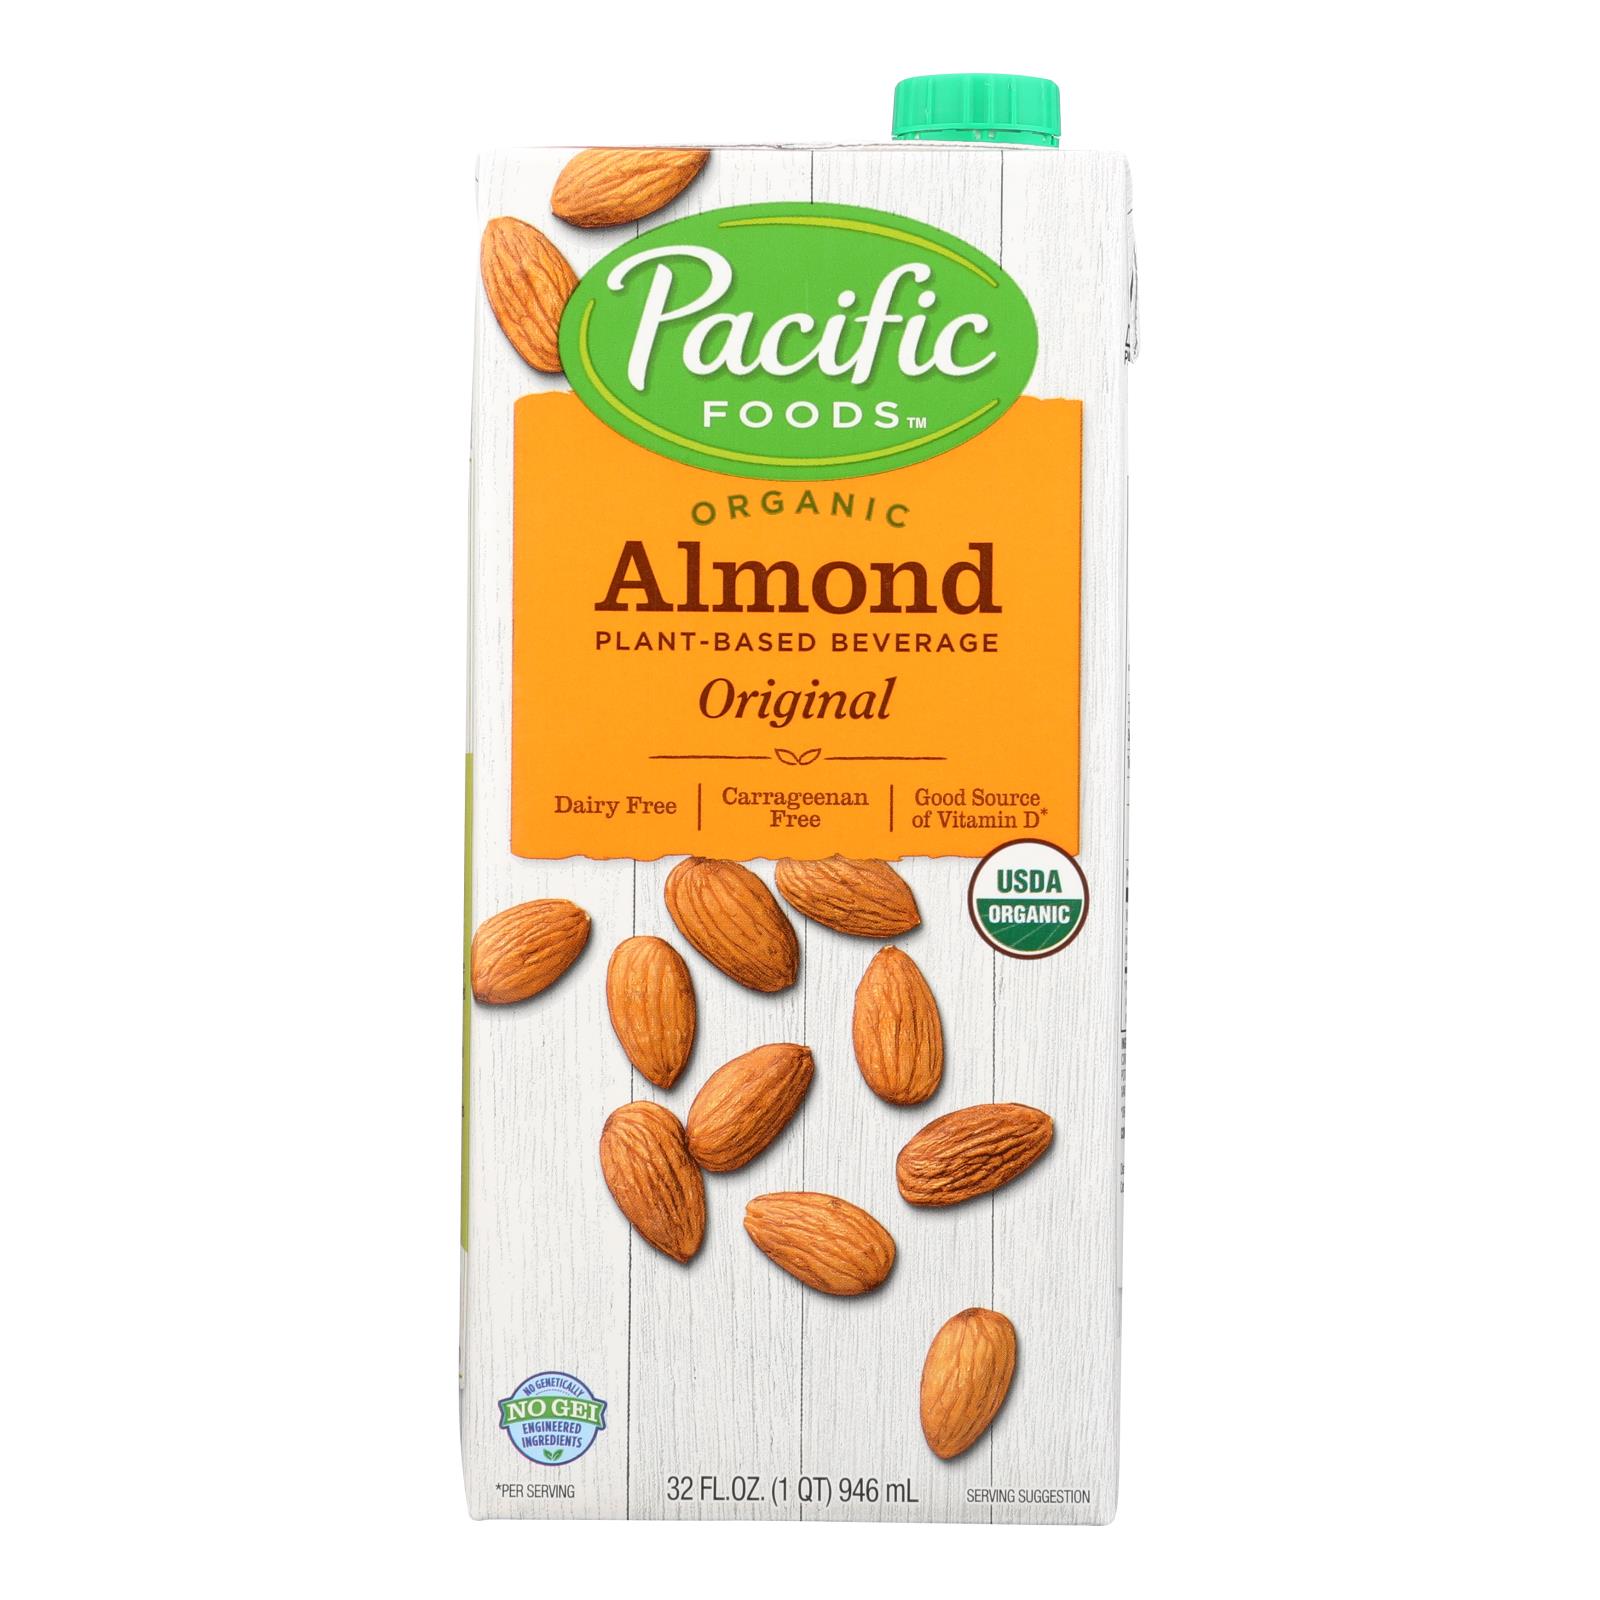 Pacific
FOODS™
ORGANIC
Almond
PLANT-BASED BEVERAGE
Original
Dairy Free
Carrageenan
Free
Good Source
of Vitamin D*
USDA
ORGANIC
NO GENETICALLY
NO GEI
ENGINEERED
INGREDIENTS
*PER SERVING
32 FL.OZ. (1 QT) 946 mL
SERVING SUGGESTION